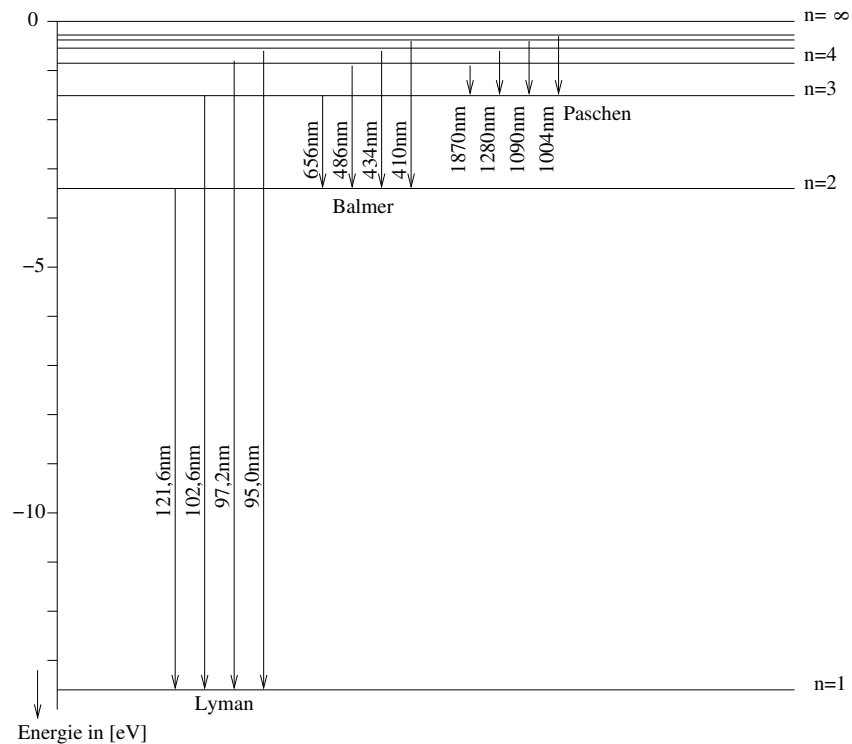 0
n= ∞
n=4
n=3
Paschen
656nm
486nm
434nm
410nm
1870nm
1280nm
1090nm
1004nm
n=2
Balmer
−5
121,6nm
102,6nm
97,2nm
95,0nm
−10
n=1
Lyman
Energie in [eV]